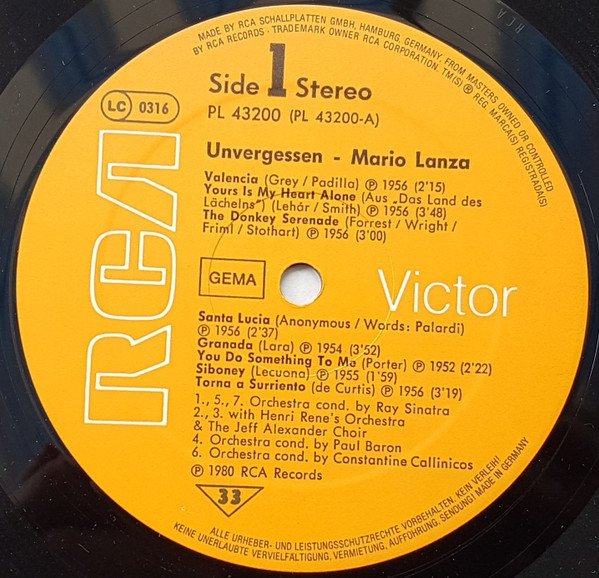 MADE BY RCA SCHALLPLATTEN GMBH, HAMBURG, GERMANY, FROM MASTERS OWNED OR CONTROLLED
BY RCA RECORDS · TRADEMARK OWNER RCA CORPORATION. TM(S) ® REG. MARCA(S) REGISTRADA(S)
RCA
Side 1 Stereo
LC 0316
PL 43200 (PL 43200-A)
Unvergessen - Mario Lanza
Valencia (Grey / Padilla) ℗ 1956 (2'15)
Yours Is My Heart Alone (Aus „Das Land des
Lächelns") (Lehár / Smith) ℗ 1956 (3'48)
The Donkey Serenade (Forrest / Wright /
Friml / Stothart) ℗ 1956 (3'00)
GEMA
RCA
Victor
Santa Lucia (Anonymous / Words: Palardi)
℗ 1956 (2'37)
Granada (Lara) ℗ 1954 (3'52)
You Do Something To Me (Porter) ℗ 1952 (2'22)
Siboney (Lecuona) ℗ 1955 (1'59)
Torna a Surriento (de Curtis) ℗ 1956 (3'19)
1., 5., 7. Orchestra cond. by Ray Sinatra
2., 3. with Henri Rene's Orchestra
& The Jeff Alexander Choir
4. Orchestra cond. by Paul Baron
6. Orchestra cond. by Constantine Callinicos
℗ 1980 RCA Records
33
ALLE URHEBER- UND LEISTUNGSSCHUTZRECHTE VORBEHALTEN. KEIN VERLEIH!
KEINE UNERLAUBTE VERVIELFÄLTIGUNG, VERMIETUNG, AUFFÜHRUNG, SENDUNG! MADE IN GERMANY